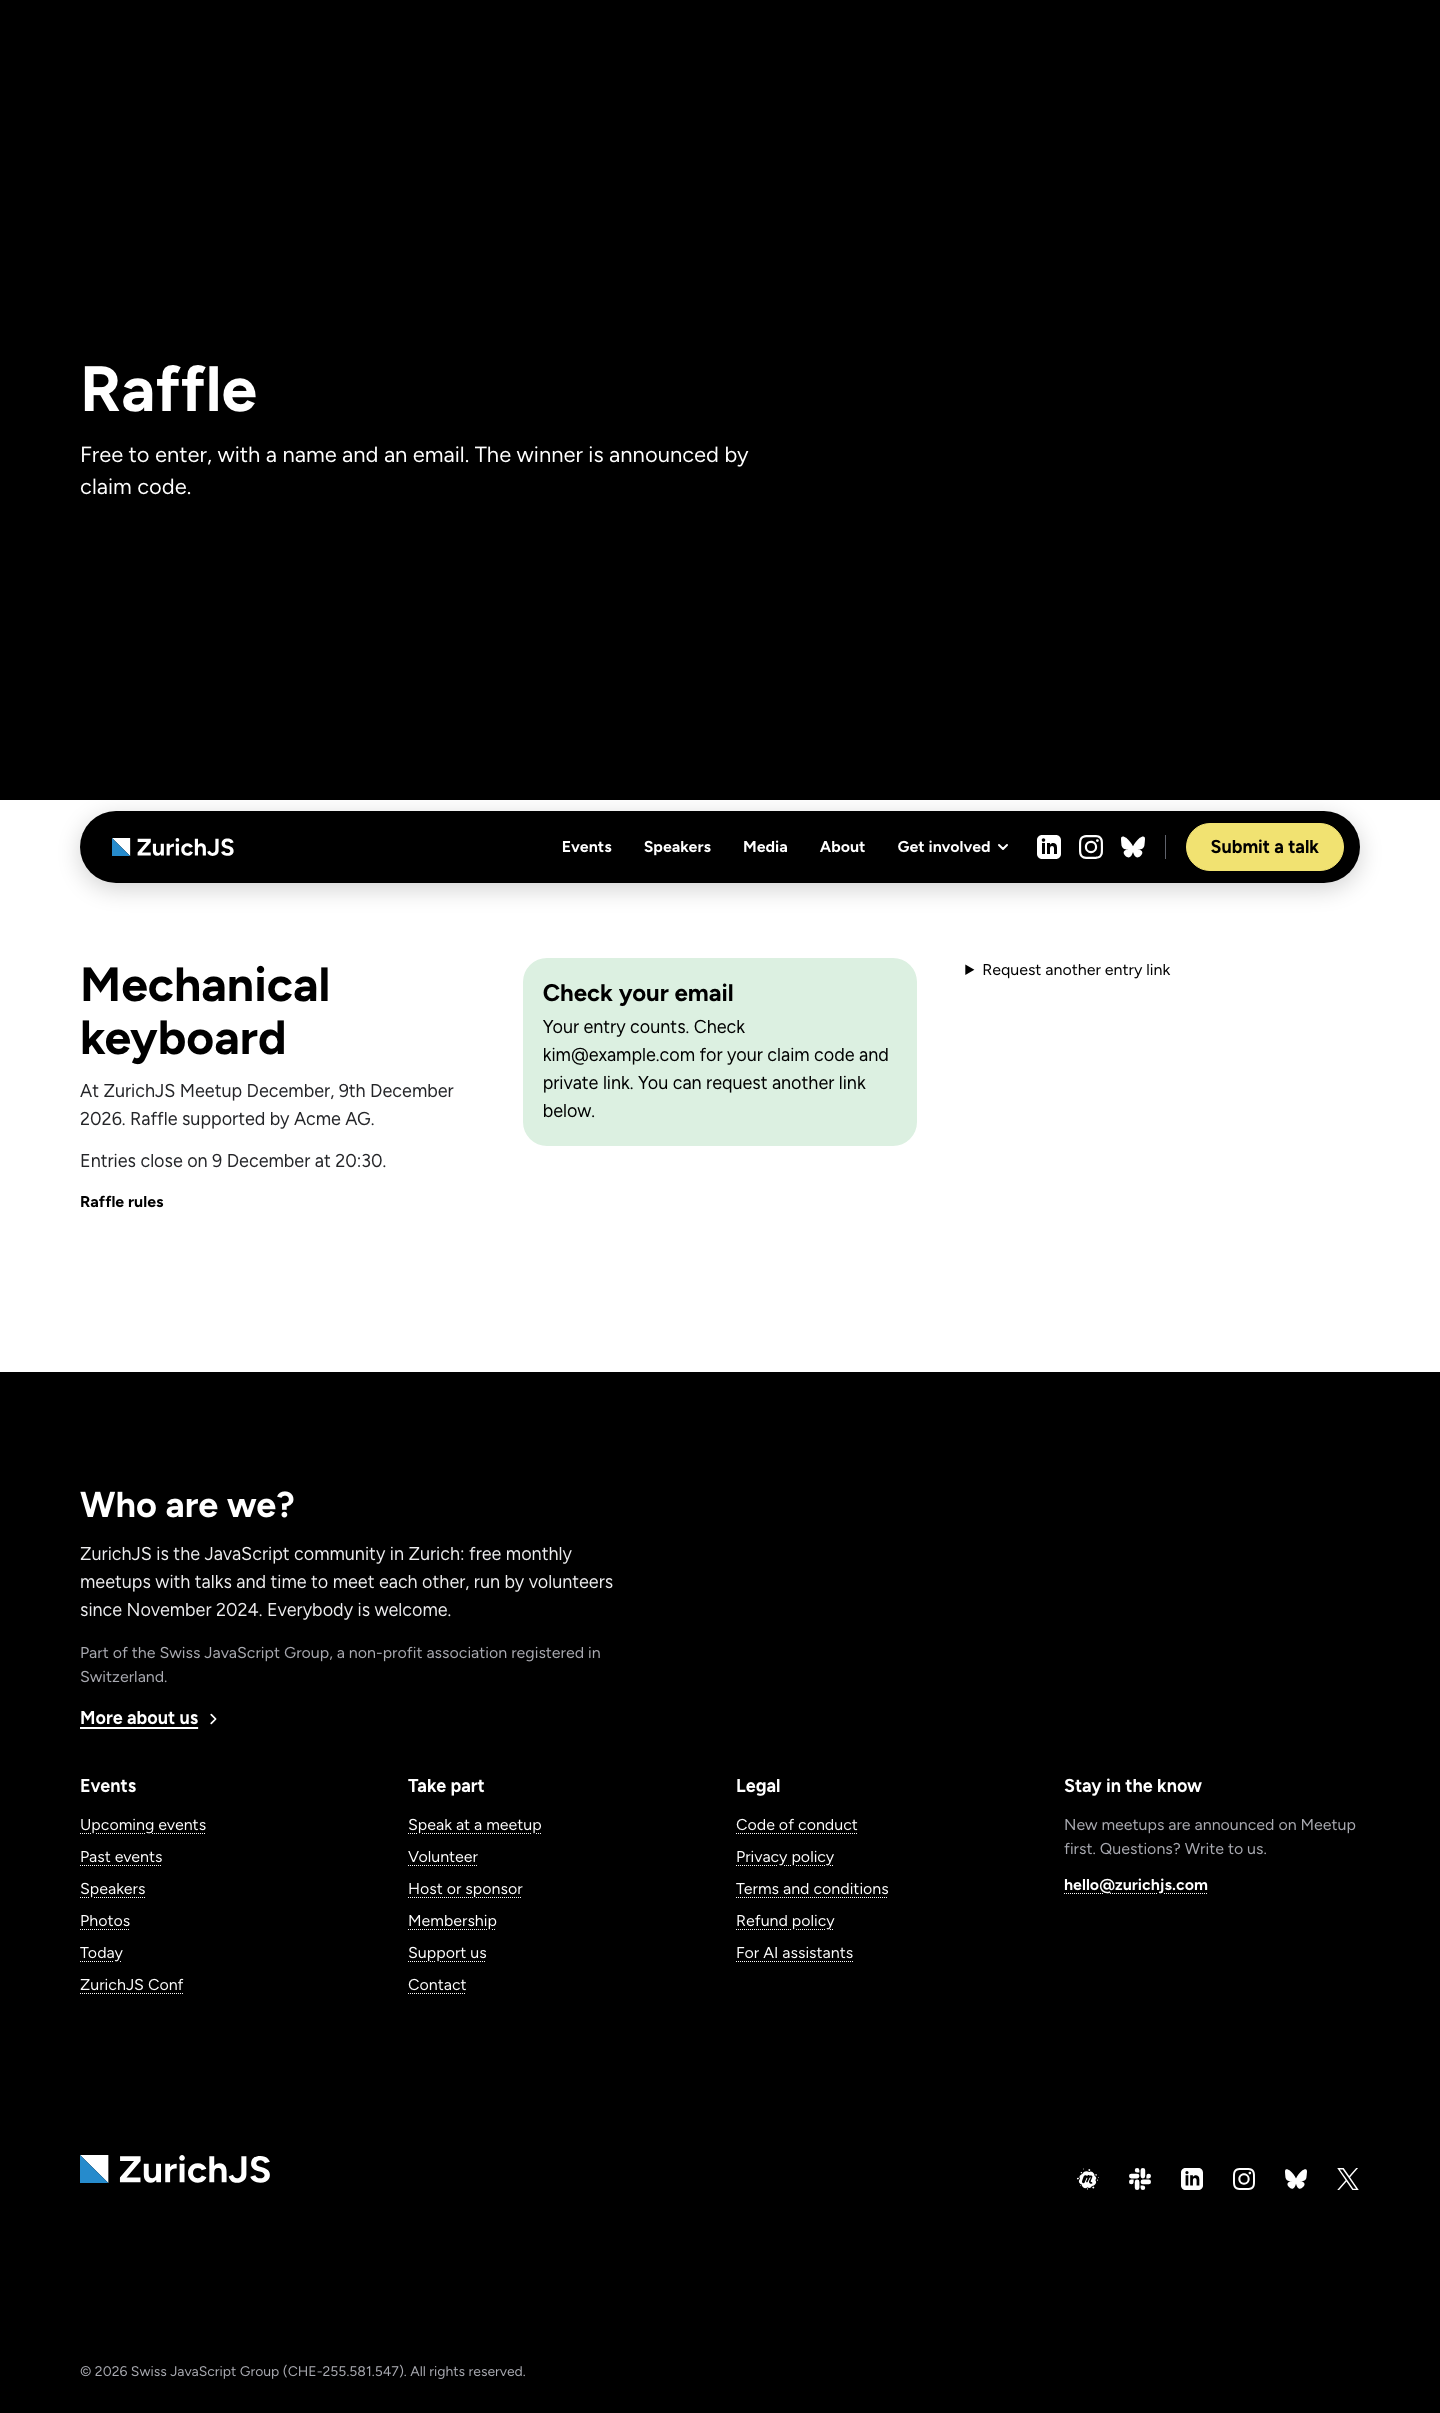 Raffle
Free to enter, with a name and an email. The winner is announced by
claim code.
ZurichJS
Events
Speakers
Media
About
Get involved
Submit a talk
Mechanical
keyboard
At ZurichJS Meetup December, 9th December
2026. Raffle supported by Acme AG.
Entries close on 9 December at 20:30.
Raffle rules
Check your email
Your entry counts. Check
kim@example.com for your claim code and
private link. You can request another link
below.
Request another entry link
Who are we?
ZurichJS is the JavaScript community in Zurich: free monthly
meetups with talks and time to meet each other, run by volunteers
since November 2024. Everybody is welcome.
Part of the Swiss JavaScript Group, a non-profit association registered in
Switzerland.
More about us
Events
Upcoming events
Past events
Speakers
Photos
Today
ZurichJS Conf
Take part
Speak at a meetup
Volunteer
Host or sponsor
Membership
Support us
Contact
Legal
Code of conduct
Privacy policy
Terms and conditions
Refund policy
For AI assistants
Stay in the know
New meetups are announced on Meetup
first. Questions? Write to us.
hello@zurichjs.com
ZurichJS
© 2026 Swiss JavaScript Group (CHE-255.581.547). All rights reserved.